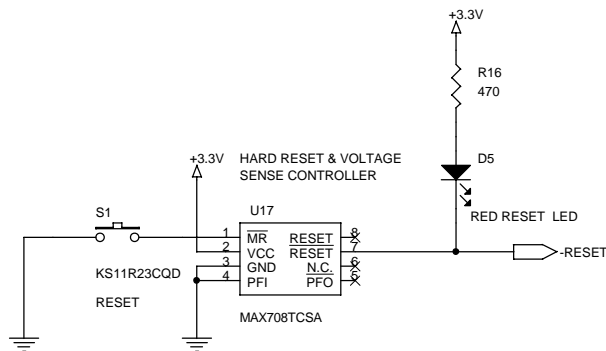 +3.3V
R16
470
+3.3V
HARD RESET & VOLTAGE
SENSE CONTROLLER
D5
S1
U17
RED RESET LED
1 MR RESET 8
2 VCC RESET 7
3 GND N.C. 6
4 PFI PFO 5
-RESET
KS11R23CQD
RESET
MAX708TCSA